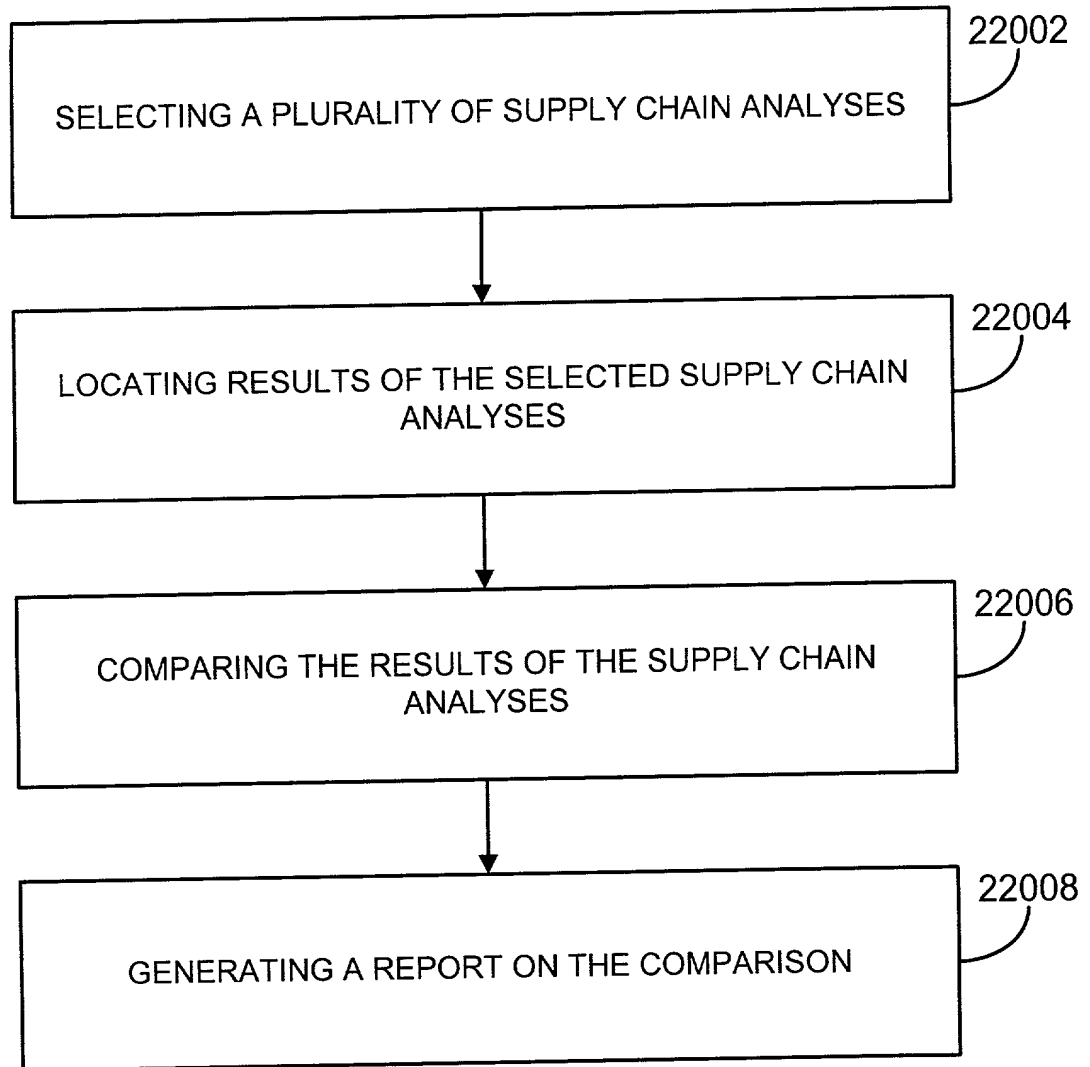 22002
SELECTING A PLURALITY OF SUPPLY CHAIN ANALYSES
22004
LOCATING RESULTS OF THE SELECTED SUPPLY CHAIN
ANALYSES
22006
COMPARING THE RESULTS OF THE SUPPLY CHAIN
ANALYSES
22008
GENERATING A REPORT ON THE COMPARISON